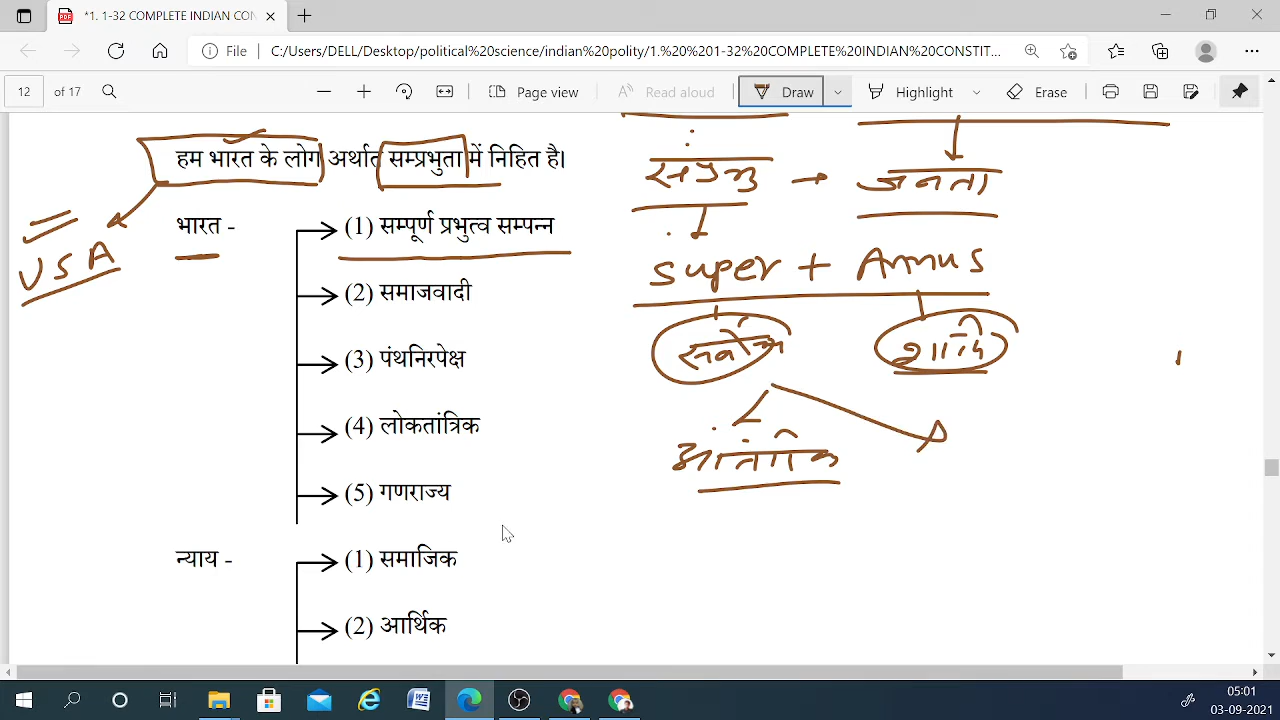 *1. 1-32 COMPLETE INDIAN CON
File
C:/Users/DELL/Desktop/political%20science/indian%20polity/1.%20%201-32%20COMPLETE%20INDIAN%20CONSTIT...
12 of 17
Page view
Read aloud
Draw
Highlight
Erase
हम भारत के लोग अर्थात सम्प्रभुता में निहित है।
संप्रभु → जनता
भारत -
(1) सम्पूर्ण प्रभुत्व सम्पन्न
USA
super + Annus
(2) समाजवादी
सर्वोच्च
(3) पंथनिरपेक्ष
(4) लोकतांत्रिक
(5) गणराज्य
न्याय -
(1) समाजिक
(2) आर्थिक
05:01
03-09-2021